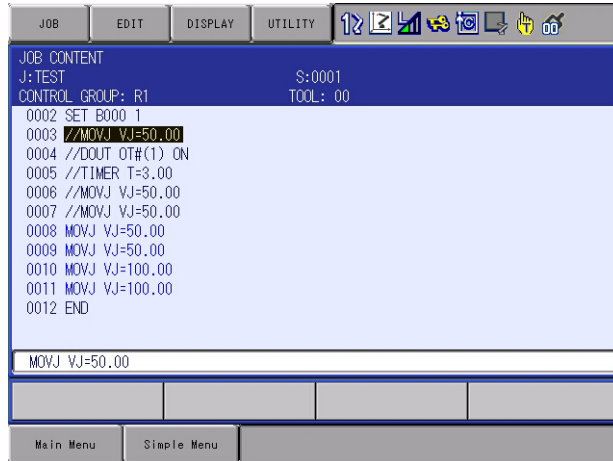 JOB EDIT DISPLAY UTILITY
JOB CONTENT
J:TEST S:0001
CONTROL GROUP: R1 TOOL: 00
0002 SET B000 1
0003 //MOVJ VJ=50.00
0004 //DOUT OT#(1) ON
0005 //TIMER T=3.00
0006 //MOVJ VJ=50.00
0007 //MOVJ VJ=50.00
0008 MOVJ VJ=50.00
0009 MOVJ VJ=50.00
0010 MOVJ VJ=100.00
0011 MOVJ VJ=100.00
0012 END
MOVJ VJ=50.00
Main Menu Simple Menu